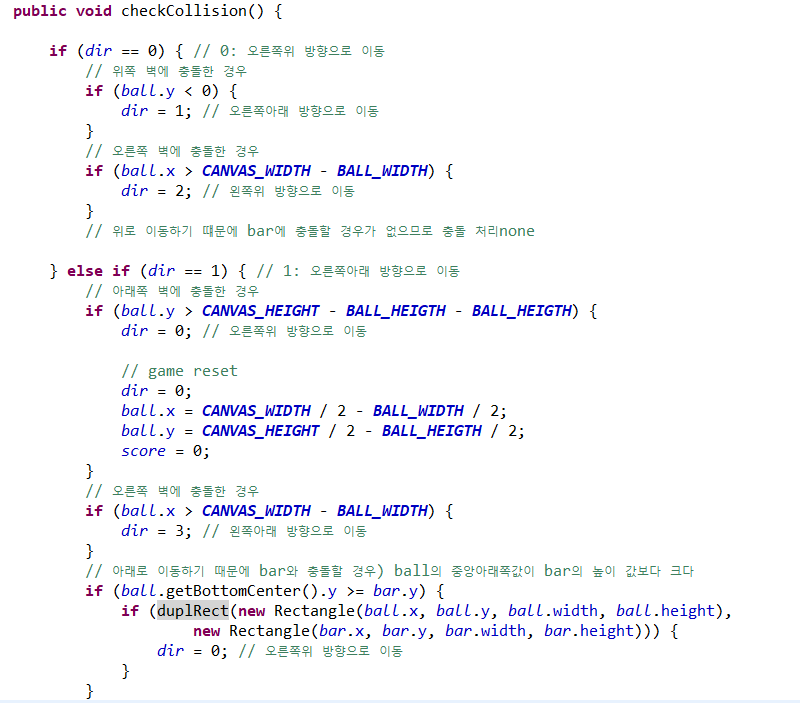 public void checkCollision() {
if (dir == 0) { // 0: 오른쪽위 방향으로 이동
// 위쪽 벽에 충돌한 경우
if (ball.y < 0) {
dir = 1; // 오른쪽아래 방향으로 이동
}
// 오른쪽 벽에 충돌한 경우
if (ball.x > CANVAS_WIDTH - BALL_WIDTH) {
dir = 2; // 왼쪽위 방향으로 이동
}
// 위로 이동하기 떄문에 bar에 충돌할 경우가 없으므로 충돌 처리none
} else if (dir == 1) { // 1: 오른쪽아래 방향으로 이동
// 아래쪽 벽에 충돌한 경우
if (ball.y > CANVAS_HEIGHT - BALL_HEIGTH - BALL_HEIGTH) {
dir = 0; // 오른쪽위 방향으로 이동
// game reset
dir = 0;
ball.x = CANVAS_WIDTH / 2 - BALL_WIDTH / 2;
ball.y = CANVAS_HEIGHT / 2 - BALL_HEIGTH / 2;
score = 0;
}
// 오른쪽 벽에 충돌한 경우
if (ball.x > CANVAS_WIDTH - BALL_WIDTH) {
dir = 3; // 왼쪽아래 방향으로 이동
}
// 아래로 이동하기 때문에 bar와 충돌할 경우) ball의 중앙아래쪽값이 bar의 높이 값보다 크다
if (ball.getBottomCenter().y >= bar.y) {
if (duplRect(new Rectangle(ball.x, ball.y, ball.width, ball.height),
new Rectangle(bar.x, bar.y, bar.width, bar.height))) {
dir = 0; // 오른쪽위 방향으로 이동
}
}